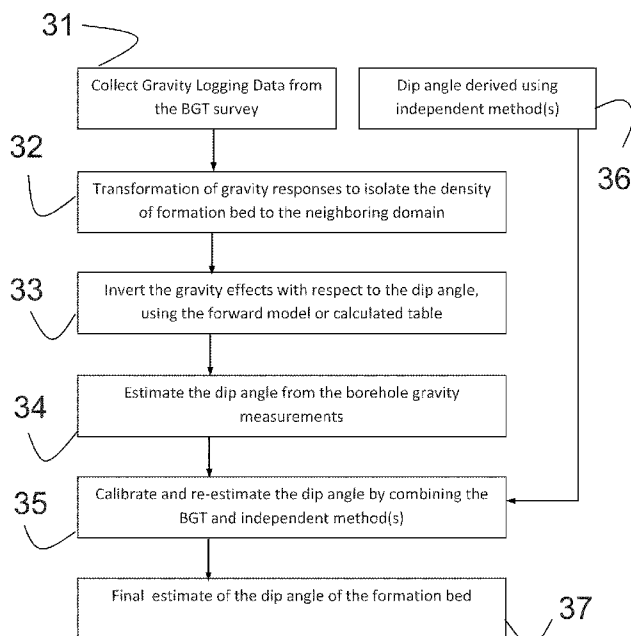 31
Collect Gravity Logging Data from
the BGT survey
Dip angle derived using
independent method(s)
36
32
Transformation of gravity responses to isolate the density
of formation bed to the neighboring domain
33
Invert the gravity effects with respect to the dip angle,
using the forward model or calculated table
34
Estimate the dip angle from the borehole gravity
measurements
35
Calibrate and re-estimate the dip angle by combining the
BGT and independent method(s)
Final estimate of the dip angle of the formation bed
37